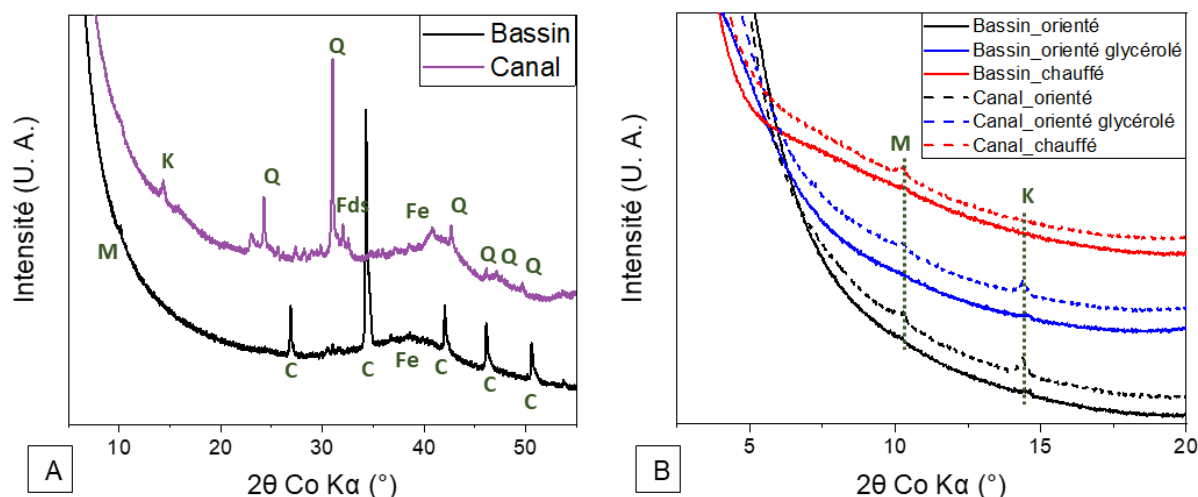 Intensité (U. A.)
Bassin
Canal
Q
K
Q
Fds
Fe
Q
Q Q
Q
M
C
C
Fe
C
C
C
10 20 30 40 50
2θ Co Kα (°)
A
Intensité (U. A.)
Bassin_orienté
Bassin_orienté glycérolé
Bassin_chauffé
Canal_orienté
Canal_orienté glycérolé
Canal_chauffé
M
K
5 10 15 20
2θ Co Kα (°)
B